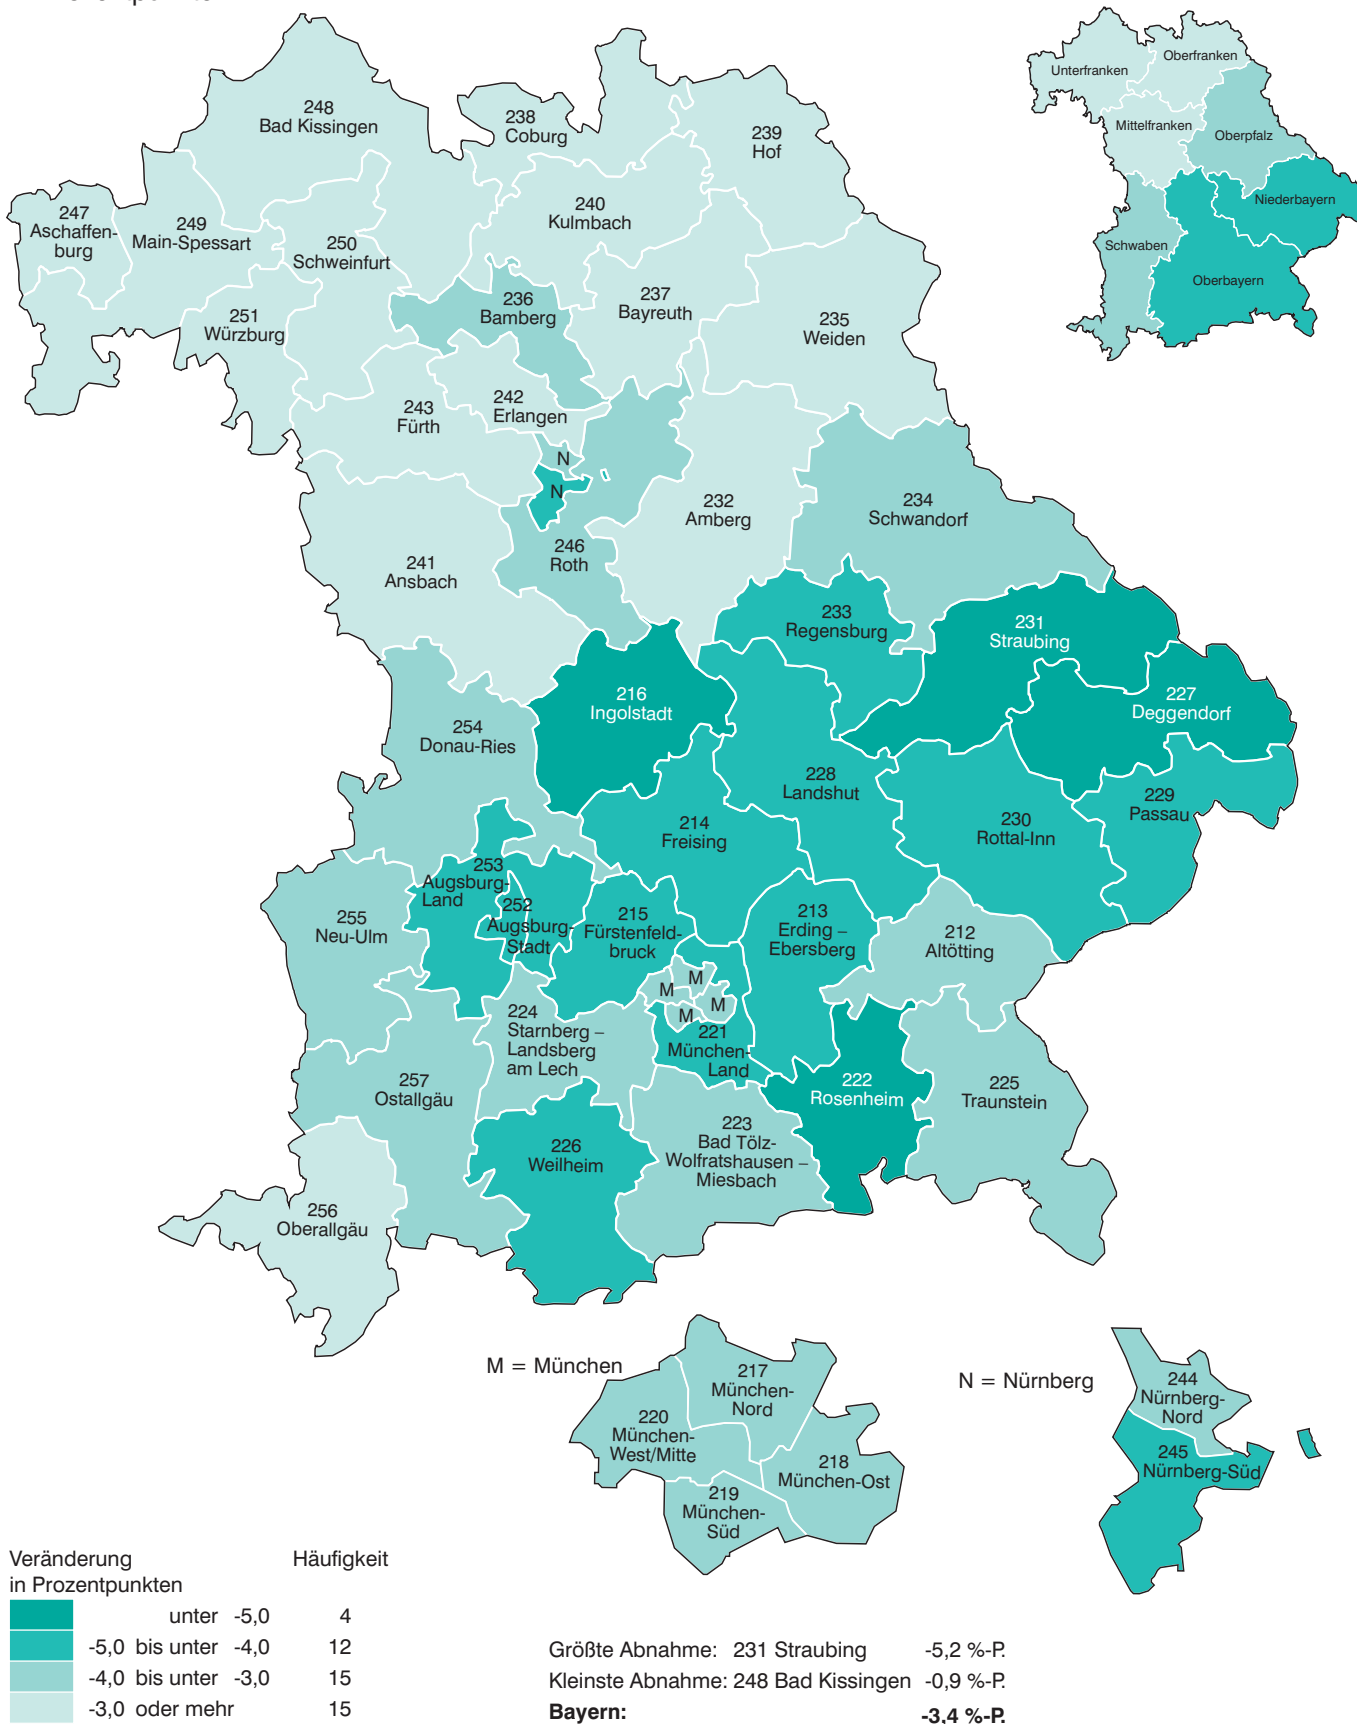 248
Bad Kissingen
238
Coburg
239
Hof
247
Aschaffen-
burg
249
Main-Spessart
250
Schweinfurt
240
Kulmbach
251
Würzburg
236
Bamberg
237
Bayreuth
235
Weiden
243
Fürth
242
Erlangen
N
N
232
Amberg
234
Schwandorf
241
Ansbach
246
Roth
233
Regensburg
231
Straubing
216
Ingolstadt
227
Deggendorf
254
Donau-Ries
228
Landshut
229
Passau
230
Rottal-Inn
214
Freising
253
Augsburg-
Land
252
Augsburg-
Stadt
215
Fürstenfeld-
bruck
213
Erding –
Ebersberg
212
Altötting
255
Neu-Ulm
M
M
M
M
224
Starnberg –
Landsberg
am Lech
221
München-
Land
222
Rosenheim
225
Traunstein
257
Ostallgäu
226
Weilheim
223
Bad Tölz-
Wolfratshausen –
Miesbach
256
Oberallgäu
Unterfranken
Oberfranken
Mittelfranken
Oberpfalz
Niederbayern
Schwaben
Oberbayern
M = München
217
München-
Nord
220
München-
West/Mitte
218
München-Ost
219
München-
Süd
N = Nürnberg
244
Nürnberg-
Nord
245
Nürnberg-Süd
Veränderung Häufigkeit
in Prozentpunkten
unter -5,0 4
-5,0 bis unter -4,0 12
-4,0 bis unter -3,0 15
-3,0 oder mehr 15
Größte Abnahme: 231 Straubing -5,2 %-P.
Kleinste Abnahme: 248 Bad Kissingen -0,9 %-P.
Bayern: -3,4 %-P.